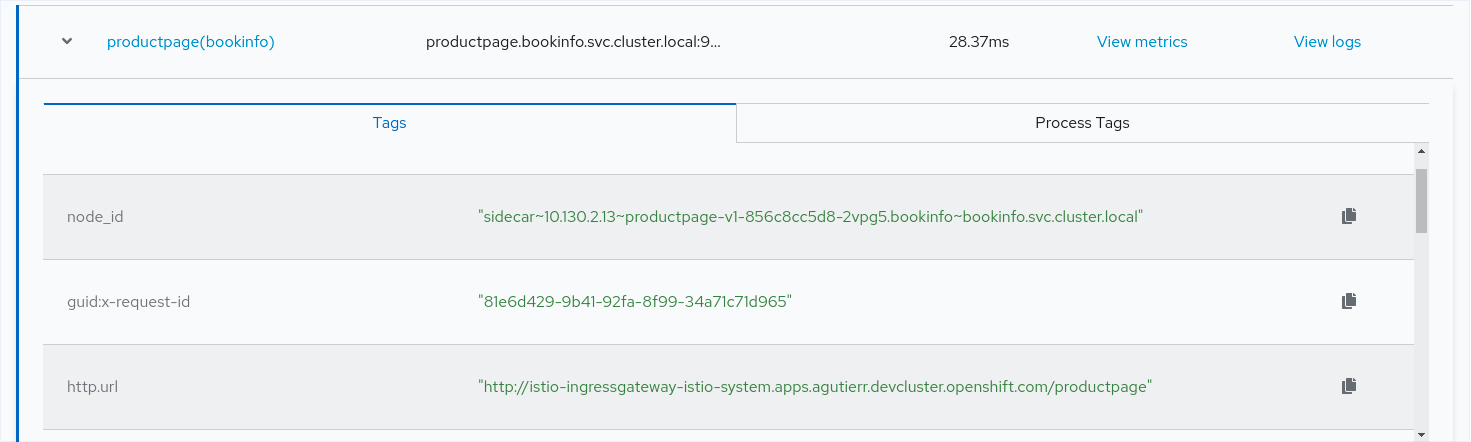 productpage(bookinfo) productpage.bookinfo.svc.cluster.local:9... 28.37ms View metrics View logs
Tags Process Tags
node_id "sidecar~10.130.2.13~productpage-v1-856c8cc5d8-2vpg5.bookinfo~bookinfo.svc.cluster.local"
guid:x-request-id "81e6d429-9b41-92fa-8f99-34a71c71d965"
http.url "http://istio-ingressgateway-istio-system.apps.agutierr.devcluster.openshift.com/productpage"